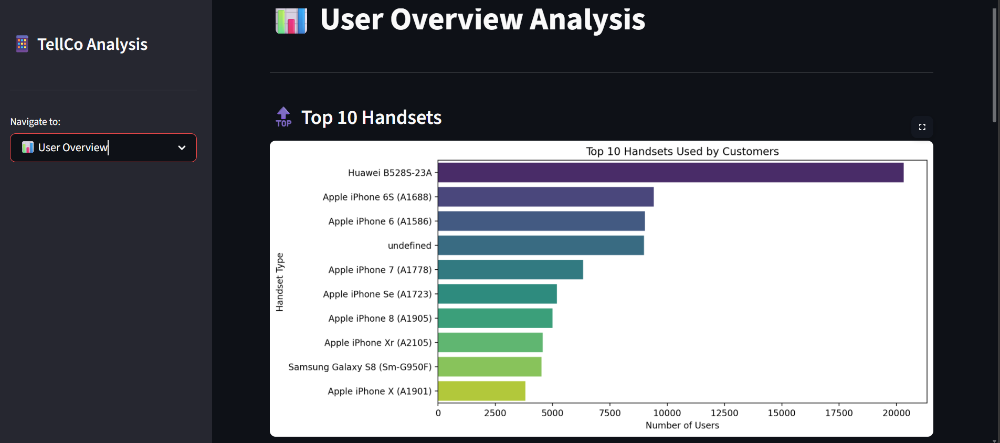 TellCo Analysis
Navigate to:
User Overview
User Overview Analysis
TOP
Top 10 Handsets
Top 10 Handsets Used by Customers
Handset Type
Huawei B528S-23A
Apple iPhone 6S (A1688)
Apple iPhone 6 (A1586)
undefined
Apple iPhone 7 (A1778)
Apple iPhone Se (A1723)
Apple iPhone 8 (A1905)
Apple iPhone Xr (A2105)
Samsung Galaxy S8 (Sm-G950F)
Apple iPhone X (A1901)
0 2500 5000 7500 10000 12500 15000 17500 20000
Number of Users